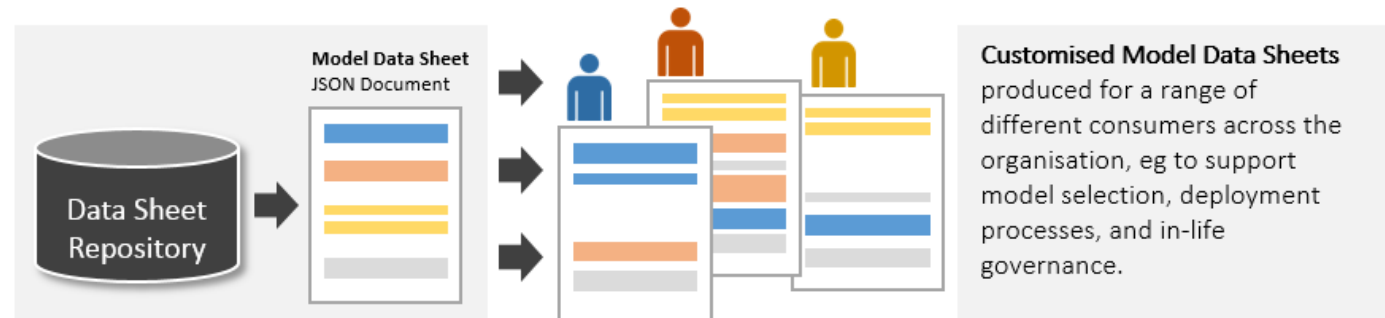 Model Data Sheet
JSON Document
Data Sheet
Repository
Customised Model Data Sheets
produced for a range of
different consumers across the
organisation, eg to support
model selection, deployment
processes, and in-life
governance.